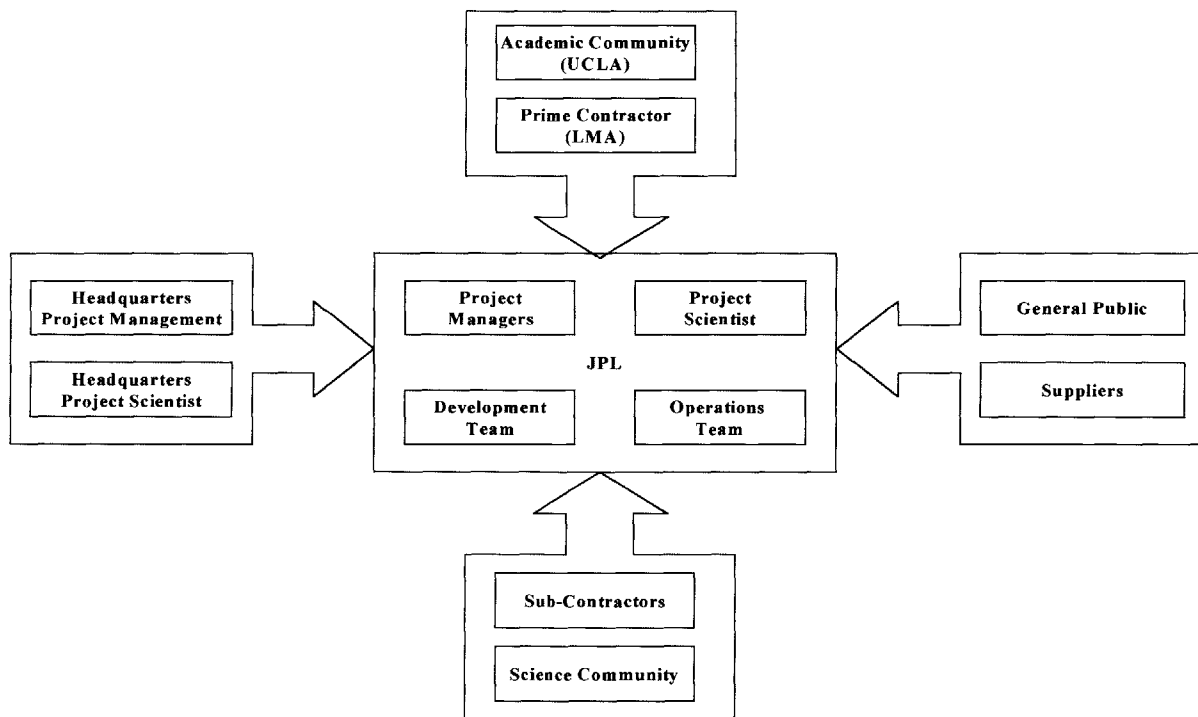 Academic Community
(UCLA)
Prime Contractor
(LMA)
Headquarters
Project Management
Headquarters
Project Scientist
Project
Managers
Project
Scientist
JPL
Development
Team
Operations
Team
General Public
Suppliers
Sub-Contractors
Science Community